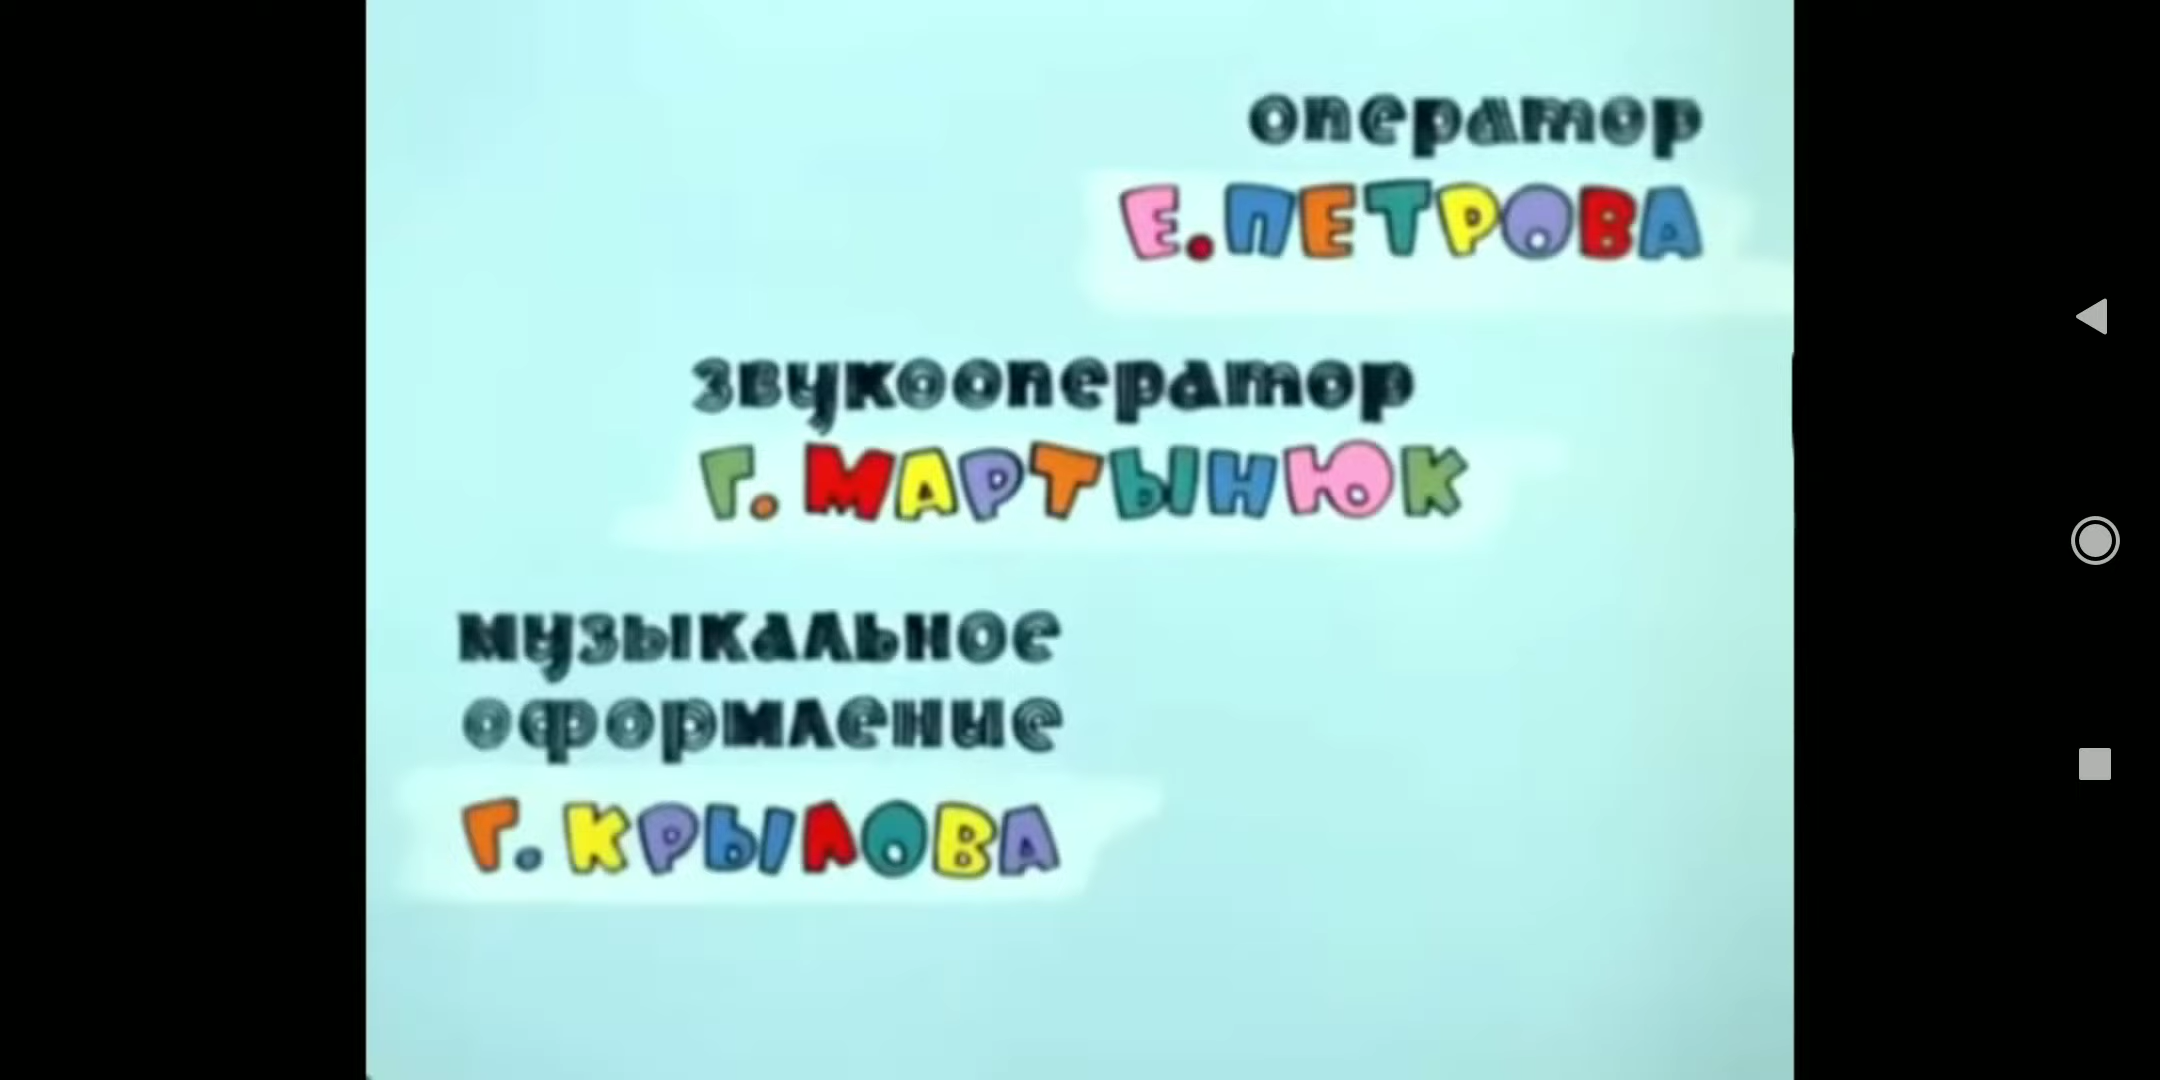 оператор
Е.ПЕТРОВА
звукооператор
Г. МАРТЫНЮК
музыкальное
оформление
Г. КРЫЛОВА